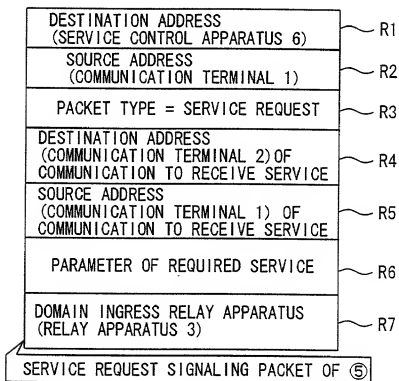 DESTINATION ADDRESS
(SERVICE CONTROL APPARATUS 6)
R1
SOURCE ADDRESS
(COMMUNICATION TERMINAL 1)
R2
PACKET TYPE = SERVICE REQUEST
R3
DESTINATION ADDRESS
(COMMUNICATION TERMINAL 2) OF
COMMUNICATION TO RECEIVE SERVICE
R4
SOURCE ADDRESS
(COMMUNICATION TERMINAL 1) OF
COMMUNICATION TO RECEIVE SERVICE
R5
PARAMETER OF REQUIRED SERVICE
R6
DOMAIN INGRESS RELAY APPARATUS
(RELAY APPARATUS 3)
R7
SERVICE REQUEST SIGNALING PACKET OF ⑤